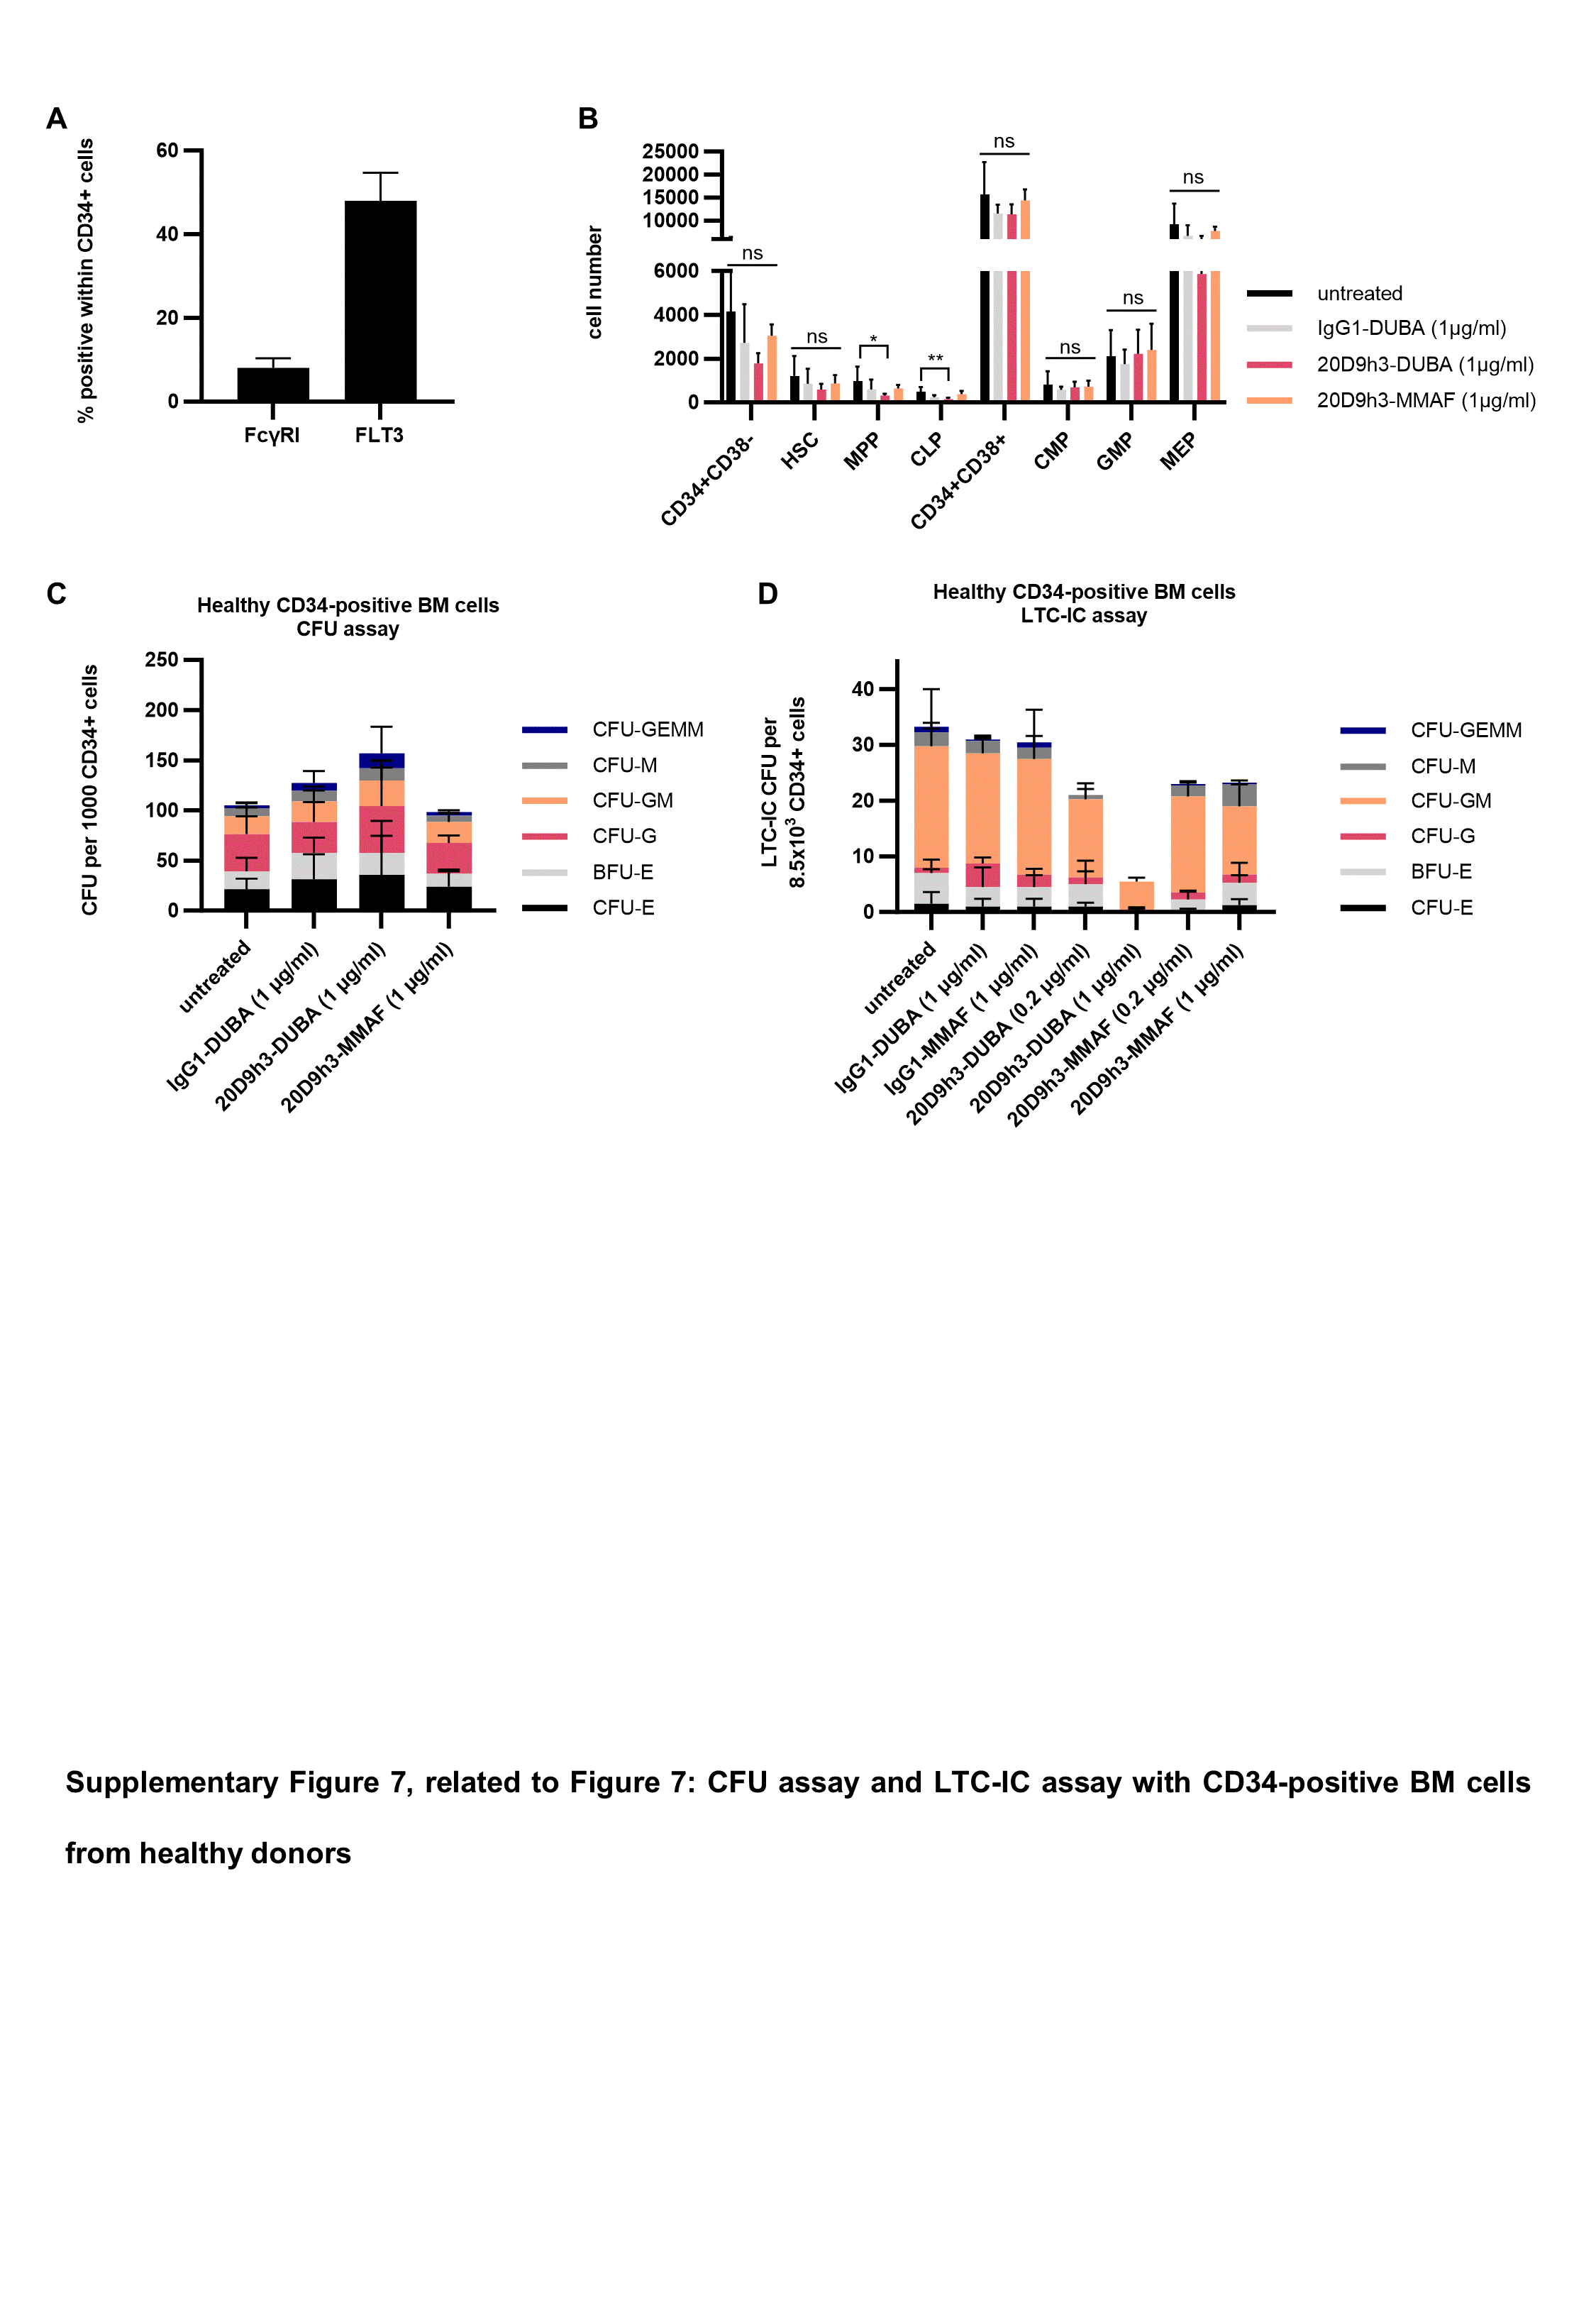 A
% positive within CD34+ cells
60
40
20
0
FcγRI
FLT3
B
cell number
25000
20000
15000
10000
6000
4000
2000
0
ns
ns
*
**
ns
ns
ns
ns
CD34+CD38-
HSC
MPP
CLP
CD34+CD38+
CMP
GMP
MEP
untreated
IgG1-DUBA (1µg/ml)
20D9h3-DUBA (1µg/ml)
20D9h3-MMAF (1µg/ml)
C
Healthy CD34-positive BM cells
CFU assay
CFU per 1000 CD34+ cells
250
200
150
100
50
0
untreated
IgG1-DUBA (1 µg/ml)
20D9h3-DUBA (1 µg/ml)
20D9h3-MMAF (1 µg/ml)
CFU-GEMM
CFU-M
CFU-GM
CFU-G
BFU-E
CFU-E
D
Healthy CD34-positive BM cells
LTC-IC assay
LTC-IC CFU per
8.5x10³ CD34+ cells
40
30
20
10
0
untreated
IgG1-DUBA (1 µg/ml)
IgG1-MMAF (1 µg/ml)
20D9h3-DUBA (0.2 µg/ml)
20D9h3-DUBA (1 µg/ml)
20D9h3-MMAF (0.2 µg/ml)
20D9h3-MMAF (1 µg/ml)
CFU-GEMM
CFU-M
CFU-GM
CFU-G
BFU-E
CFU-E
Supplementary Figure 7, related to Figure 7: CFU assay and LTC-IC assay with CD34-positive BM cells
from healthy donors